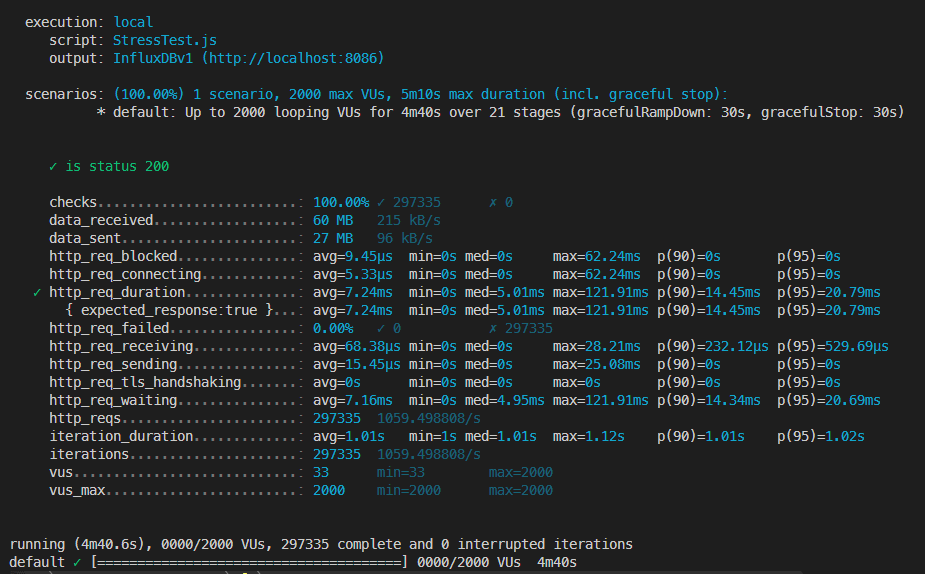 execution: local
script: StressTest.js
output: InfluxDBv1 (http://localhost:8086)
scenarios: (100.00%) 1 scenario, 2000 max VUs, 5m10s max duration (incl. graceful stop):
* default: Up to 2000 looping VUs for 4m40s over 21 stages (gracefulRampDown: 30s, gracefulStop: 30s)
✓ is status 200
checks.........................: 100.00% ✓ 297335 ✗ 0
data_received..................: 60 MB 215 kB/s
data_sent......................: 27 MB 96 kB/s
http_req_blocked...............: avg=9.45µs min=0s med=0s max=62.24ms p(90)=0s p(95)=0s
http_req_connecting............: avg=5.33µs min=0s med=0s max=62.24ms p(90)=0s p(95)=0s
✓ http_req_duration..............: avg=7.24ms min=0s med=5.01ms max=121.91ms p(90)=14.45ms p(95)=20.79ms
{ expected_response:true }...: avg=7.24ms min=0s med=5.01ms max=121.91ms p(90)=14.45ms p(95)=20.79ms
http_req_failed................: 0.00% ✓ 0 ✗ 297335
http_req_receiving.............: avg=68.38µs min=0s med=0s max=28.21ms p(90)=232.12µs p(95)=529.69µs
http_req_sending...............: avg=15.45µs min=0s med=0s max=25.08ms p(90)=0s p(95)=0s
http_req_tls_handshaking.......: avg=0s min=0s med=0s max=0s p(90)=0s p(95)=0s
http_req_waiting...............: avg=7.16ms min=0s med=4.95ms max=121.91ms p(90)=14.34ms p(95)=20.69ms
http_reqs......................: 297335 1059.498808/s
iteration_duration.............: avg=1.01s min=1s med=1.01s max=1.12s p(90)=1.01s p(95)=1.02s
iterations.....................: 297335 1059.498808/s
vus............................: 33 min=33 max=2000
vus_max........................: 2000 min=2000 max=2000
running (4m40.6s), 0000/2000 VUs, 297335 complete and 0 interrupted iterations
default ✓ [======================================] 0000/2000 VUs 4m40s